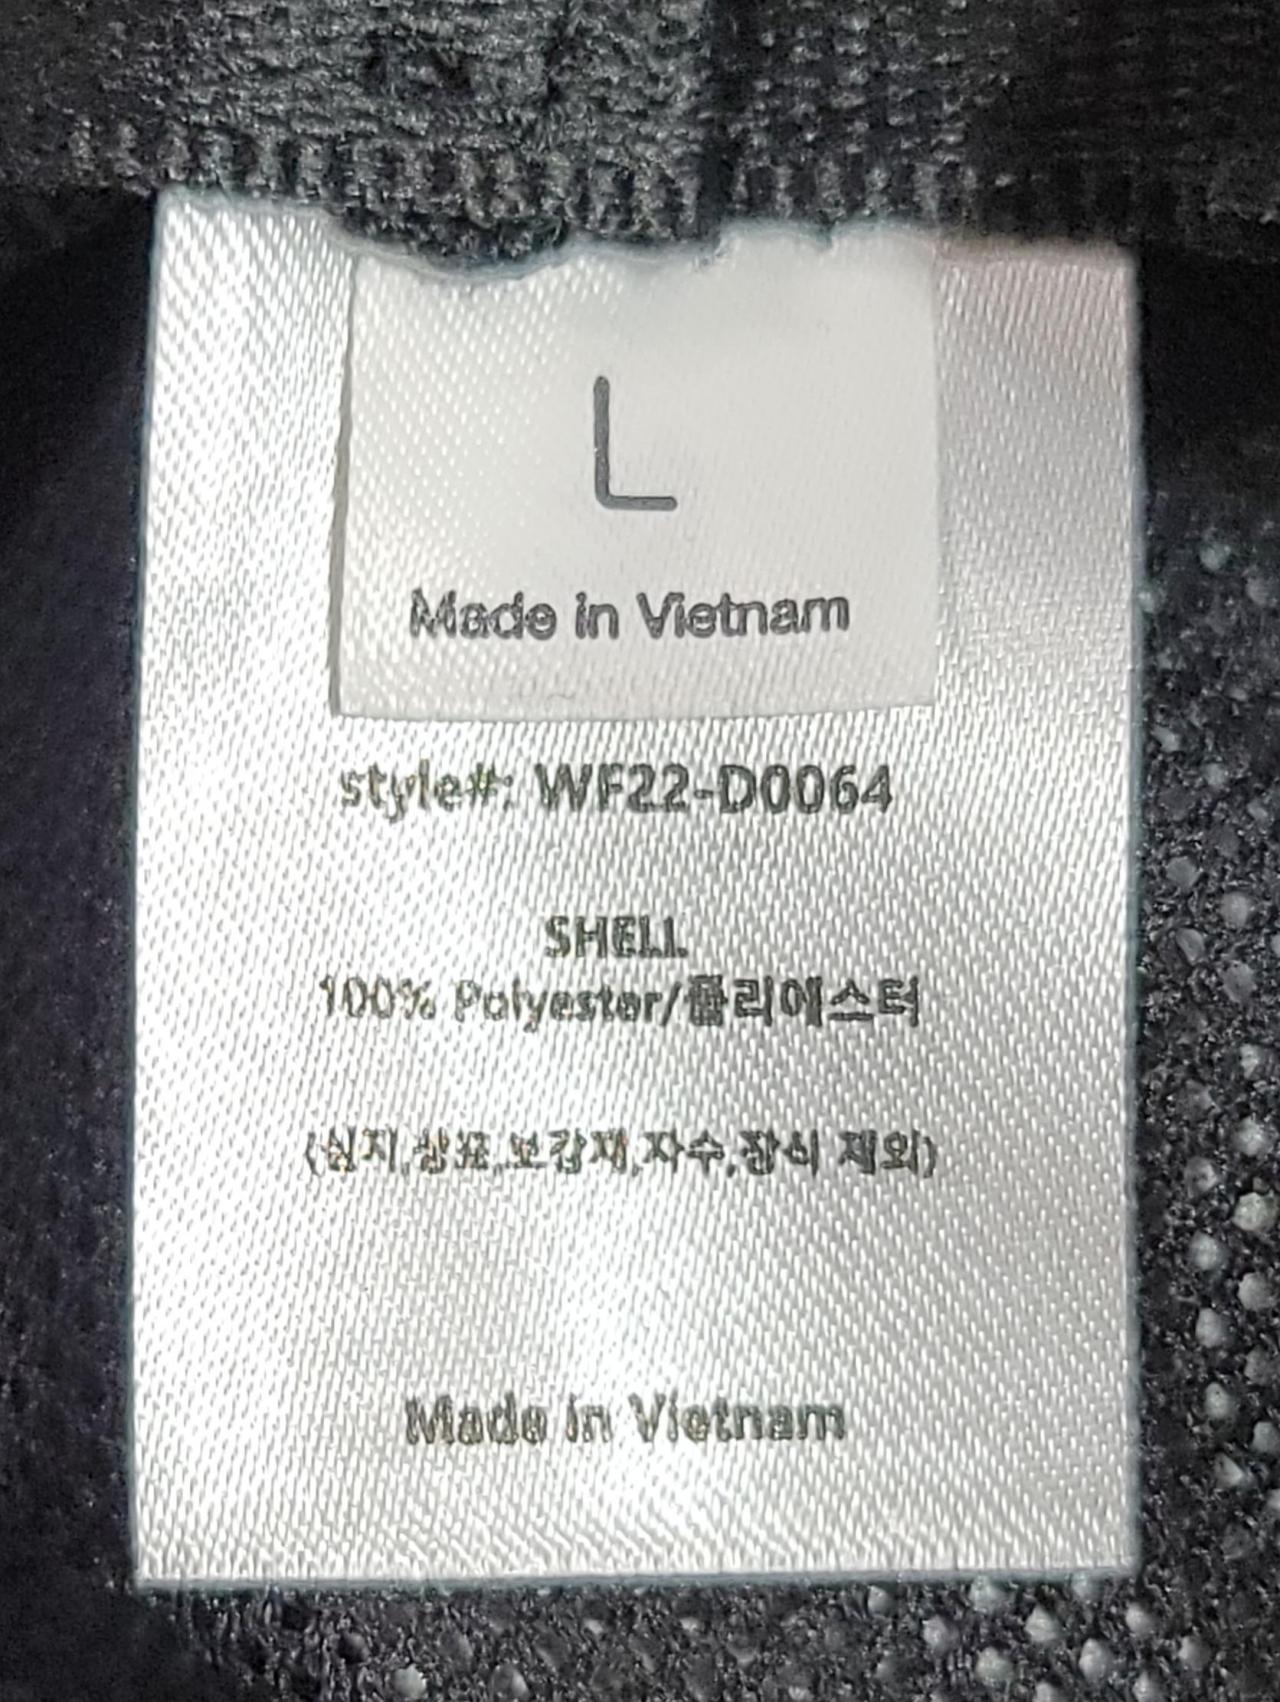 L
Made in Vietnam
style#: WF22-D0064
SHELL
100% Polyester/폴리에스터
(심지,상표,보강재,자수,장식 제외)
Made in Vietnam